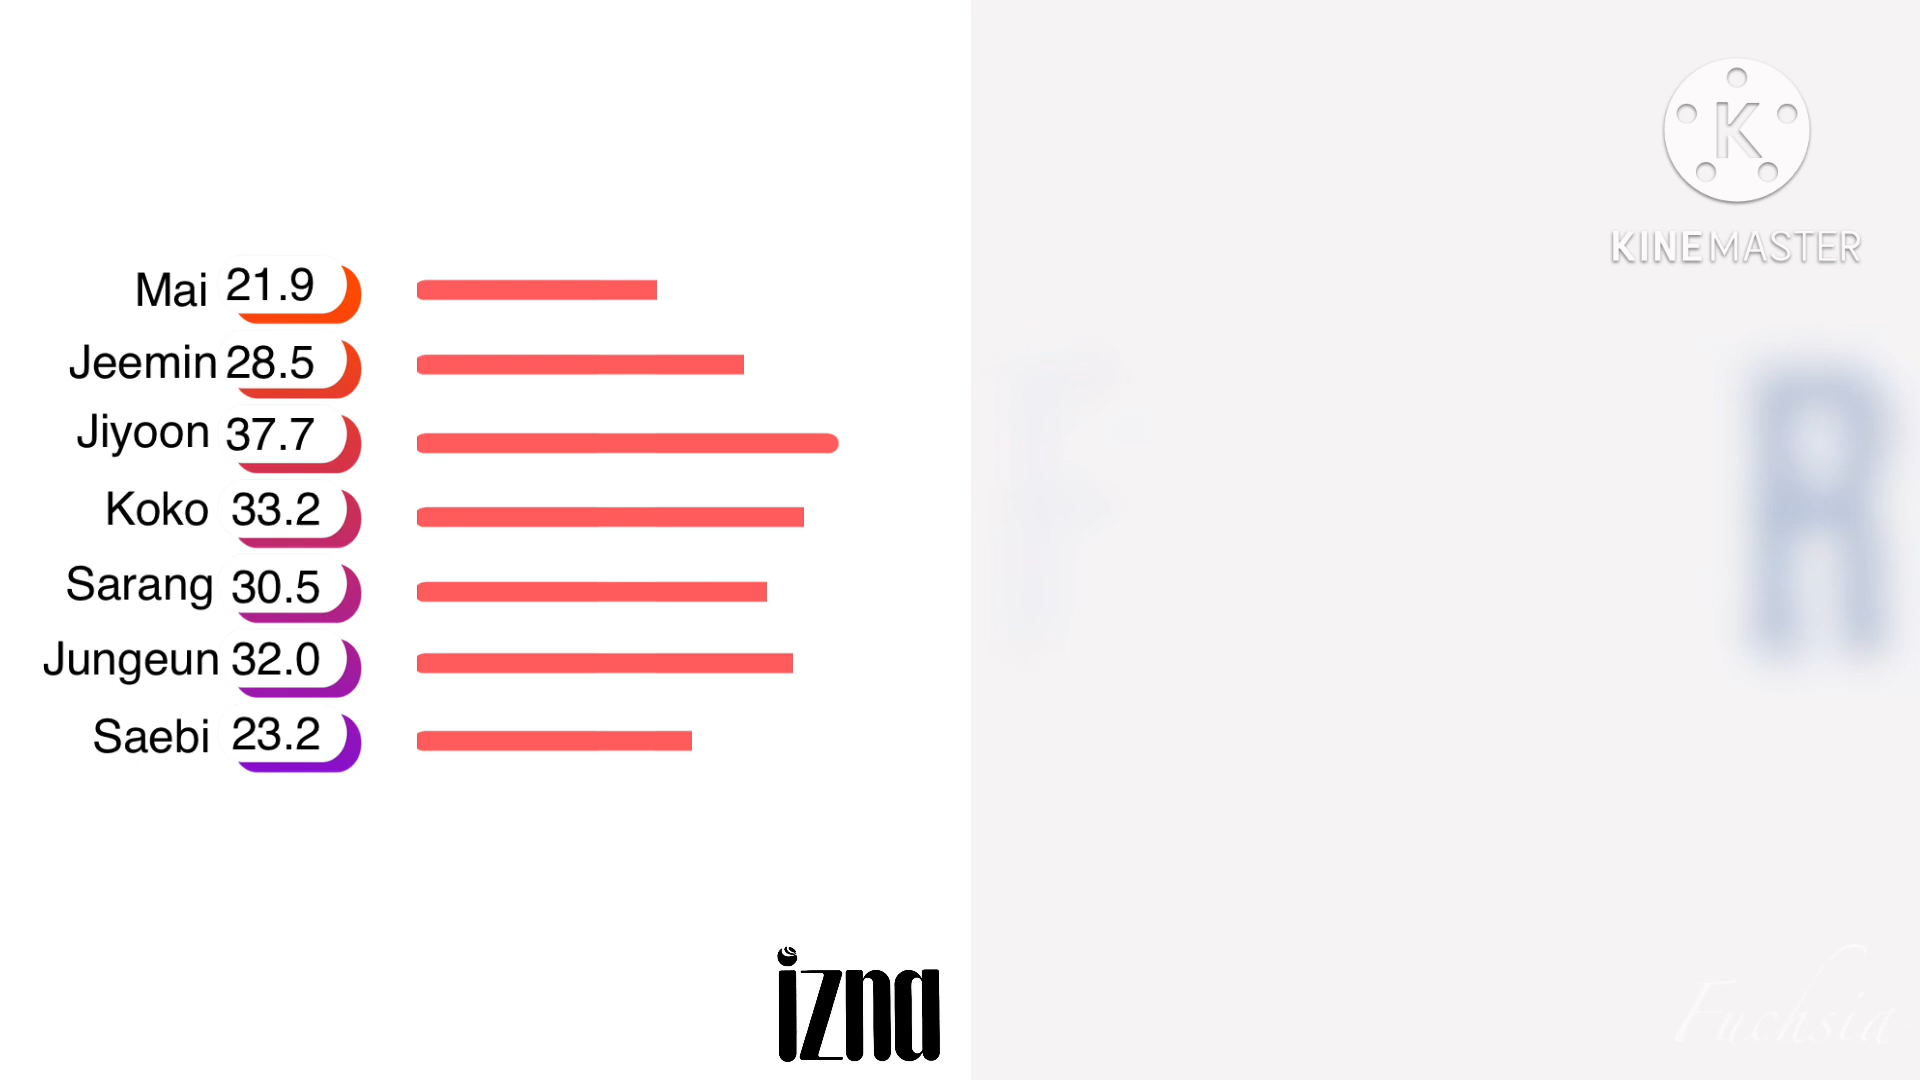 Mai 21.9
Jeemin 28.5
Jiyoon 37.7
Koko 33.2
Sarang 30.5
Jungeun 32.0
Saebi 23.2
izna
K
KINEMASTER
F R
Fuchsia